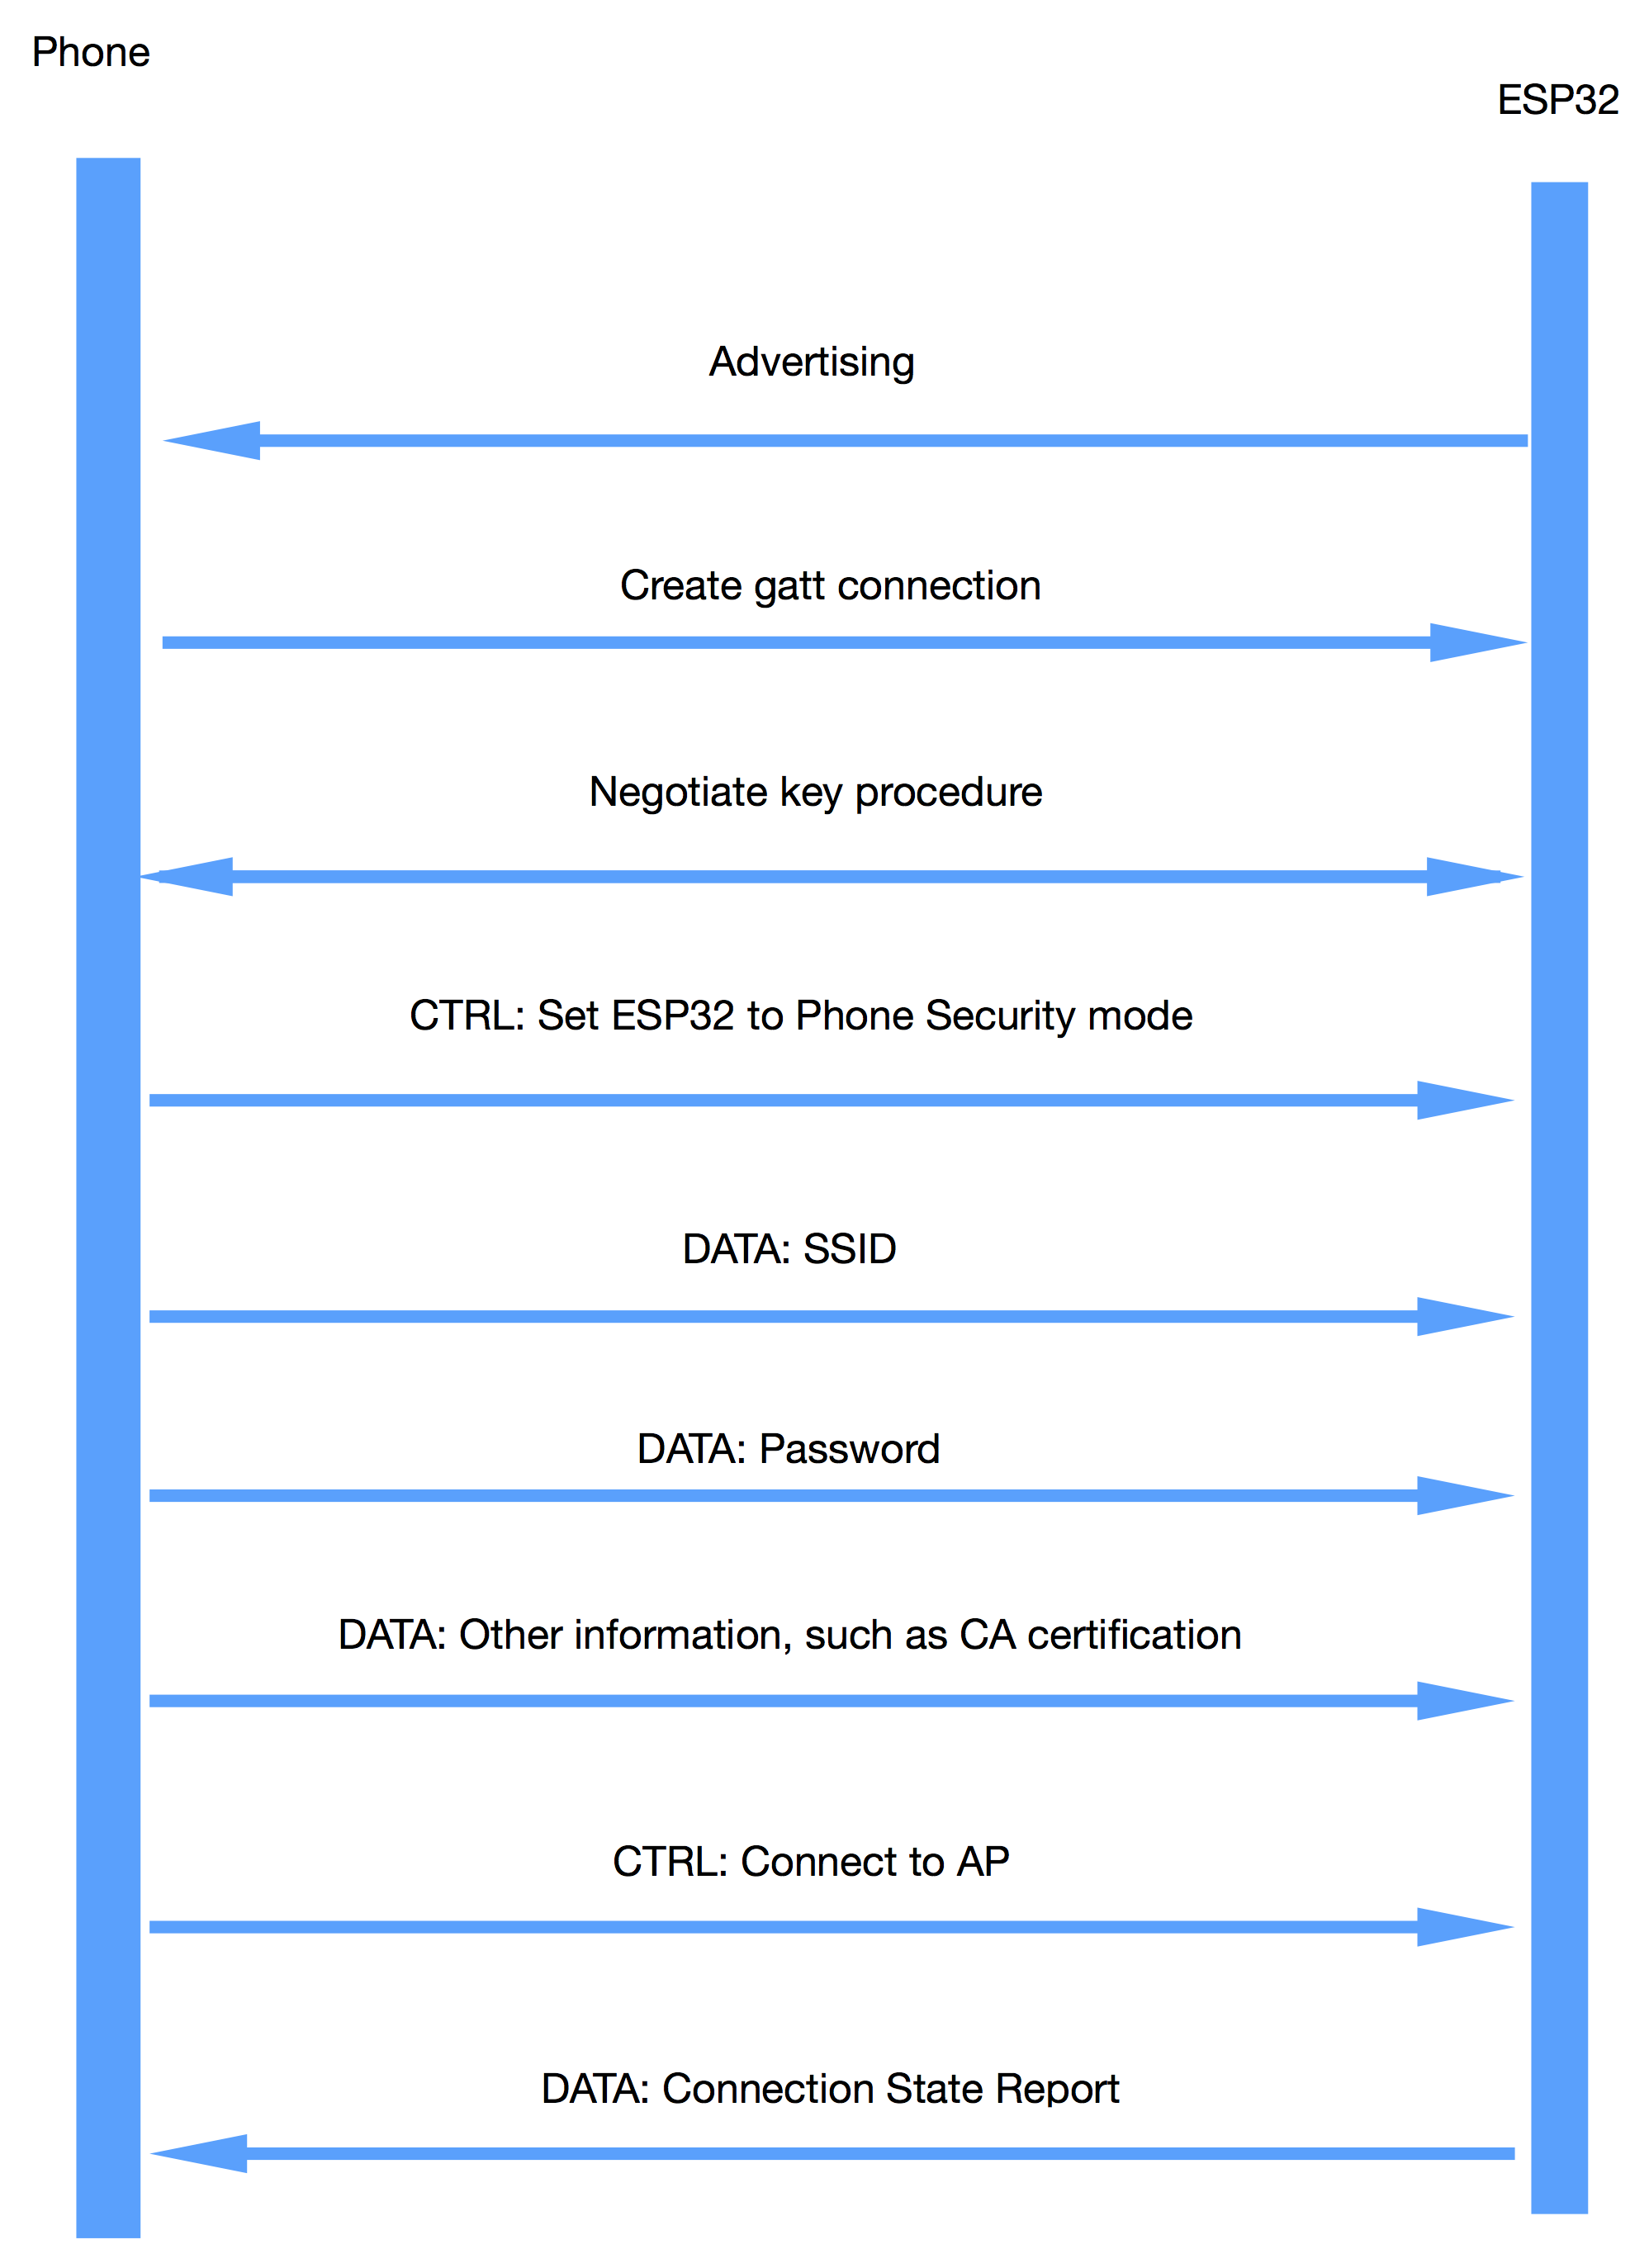 Phone
ESP32
Advertising
Create gatt connection
Negotiate key procedure
CTRL: Set ESP32 to Phone Security mode
DATA: SSID
DATA: Password
DATA: Other information, such as CA certification
CTRL: Connect to AP
DATA: Connection State Report